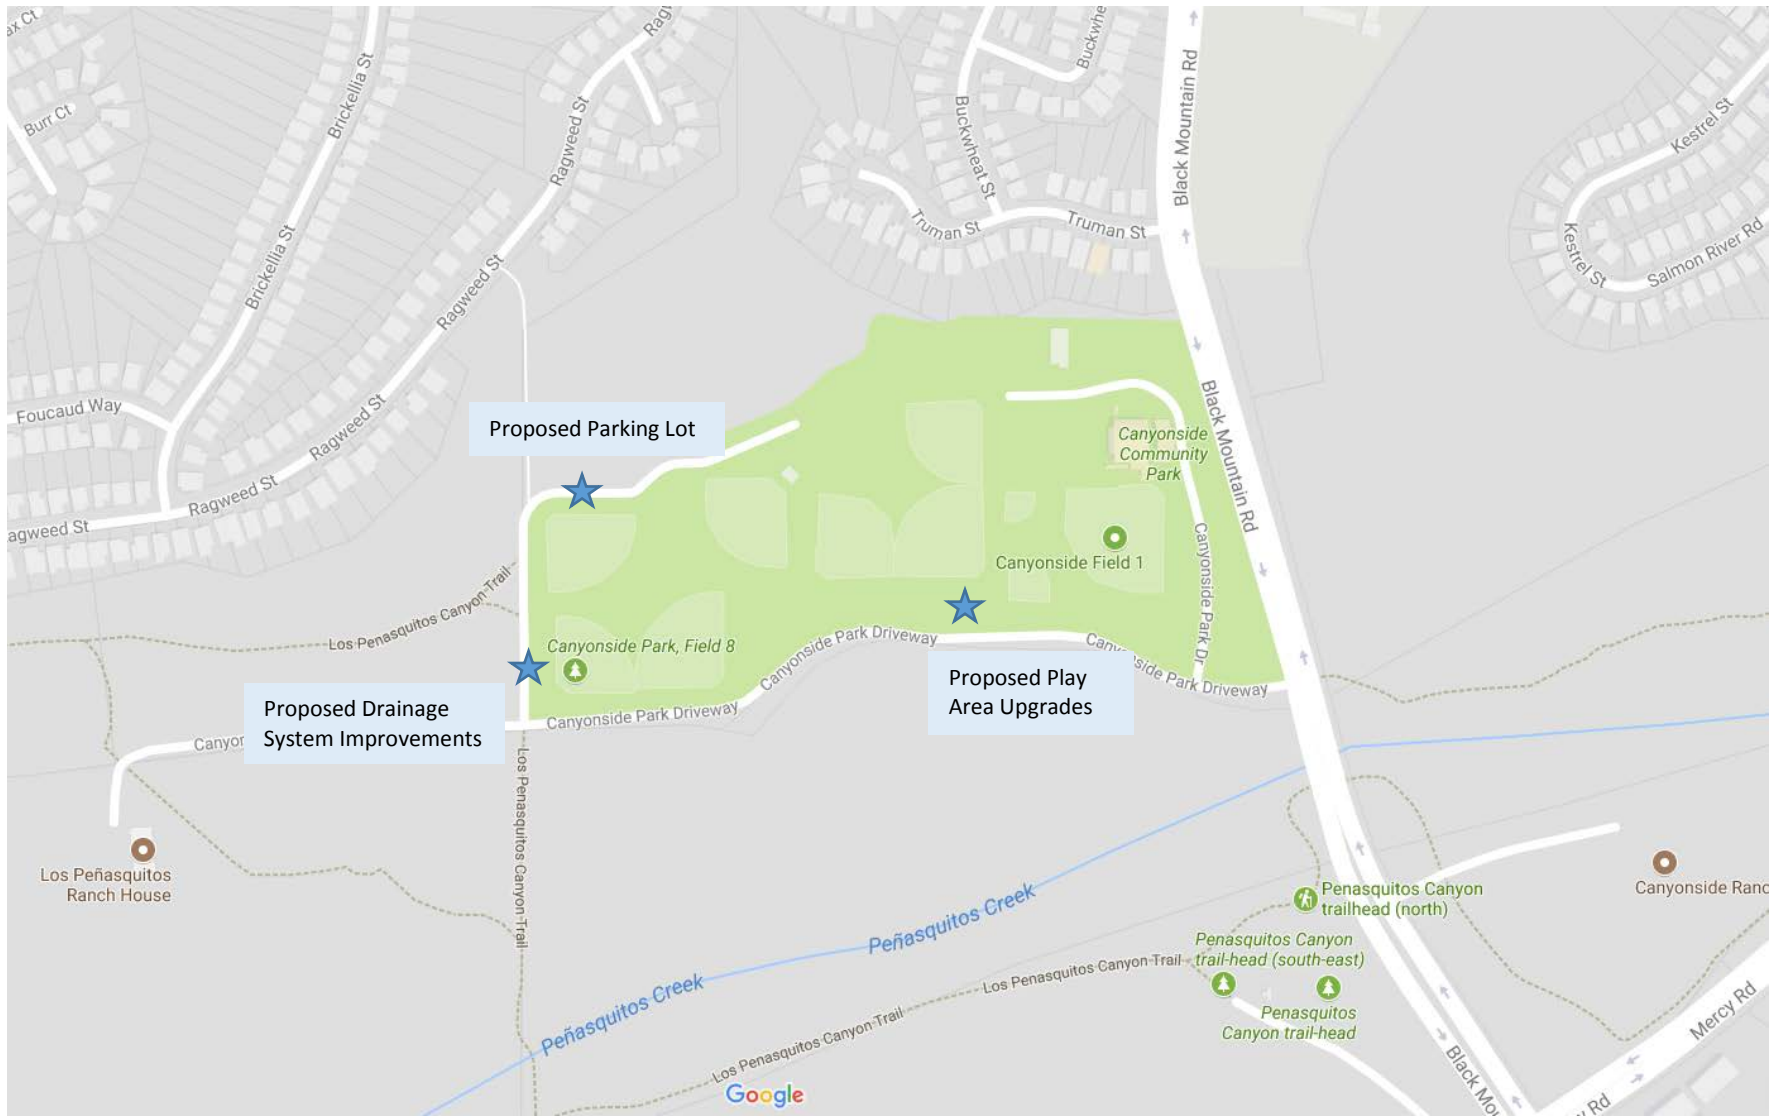 Burr Ct
Brickellia St
Ragweed St
Buckwheat St
Black Mountain Rd
Kestrel St
Truman St
Truman St
Kestrel St
Salmon River Rd
Brickellia St
Ragweed St
Foucaud Way
Ragweed St
Ragweed St
Proposed Parking Lot
Canyonside
Community
Park
Black Mountain Rd
Canyonside Field 1
Canyonside Park Dr
Los Penasquitos Canyon Trail
Canyonside Park, Field 8
Canyonside Park Driveway
Canyonside Park Driveway
Canyonside Park Driveway
Proposed Play
Area Upgrades
Proposed Drainage
System Improvements
Los Penasquitos Canyon Trail
Los Peñasquitos
Ranch House
Peñasquitos Creek
Peñasquitos Creek
Penasquitos Canyon
trailhead (north)
Canyonside Ranc
Penasquitos Canyon
trail-head (south-east)
Los Penasquitos Canyon Trail
Los Penasquitos Canyon Trail
Penasquitos
Canyon trail-head
Mercy Rd
Black Mou
Google